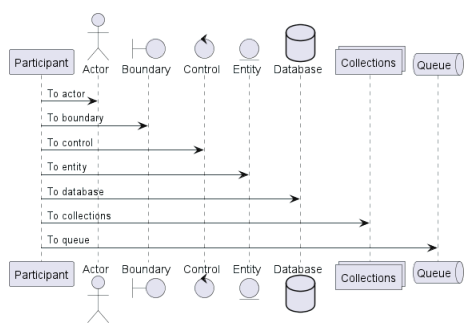 Participant Actor Boundary Control Entity Database Collections Queue
To actor
To boundary
To control
To entity
To database
To collections
To queue
Participant Actor Boundary Control Entity Database Collections Queue